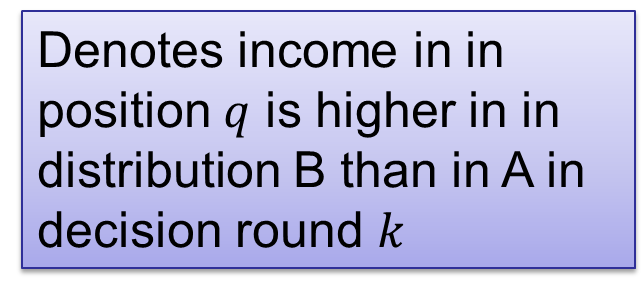 Denotes income in in
position q is higher in in
distribution B than in A in
decision round k